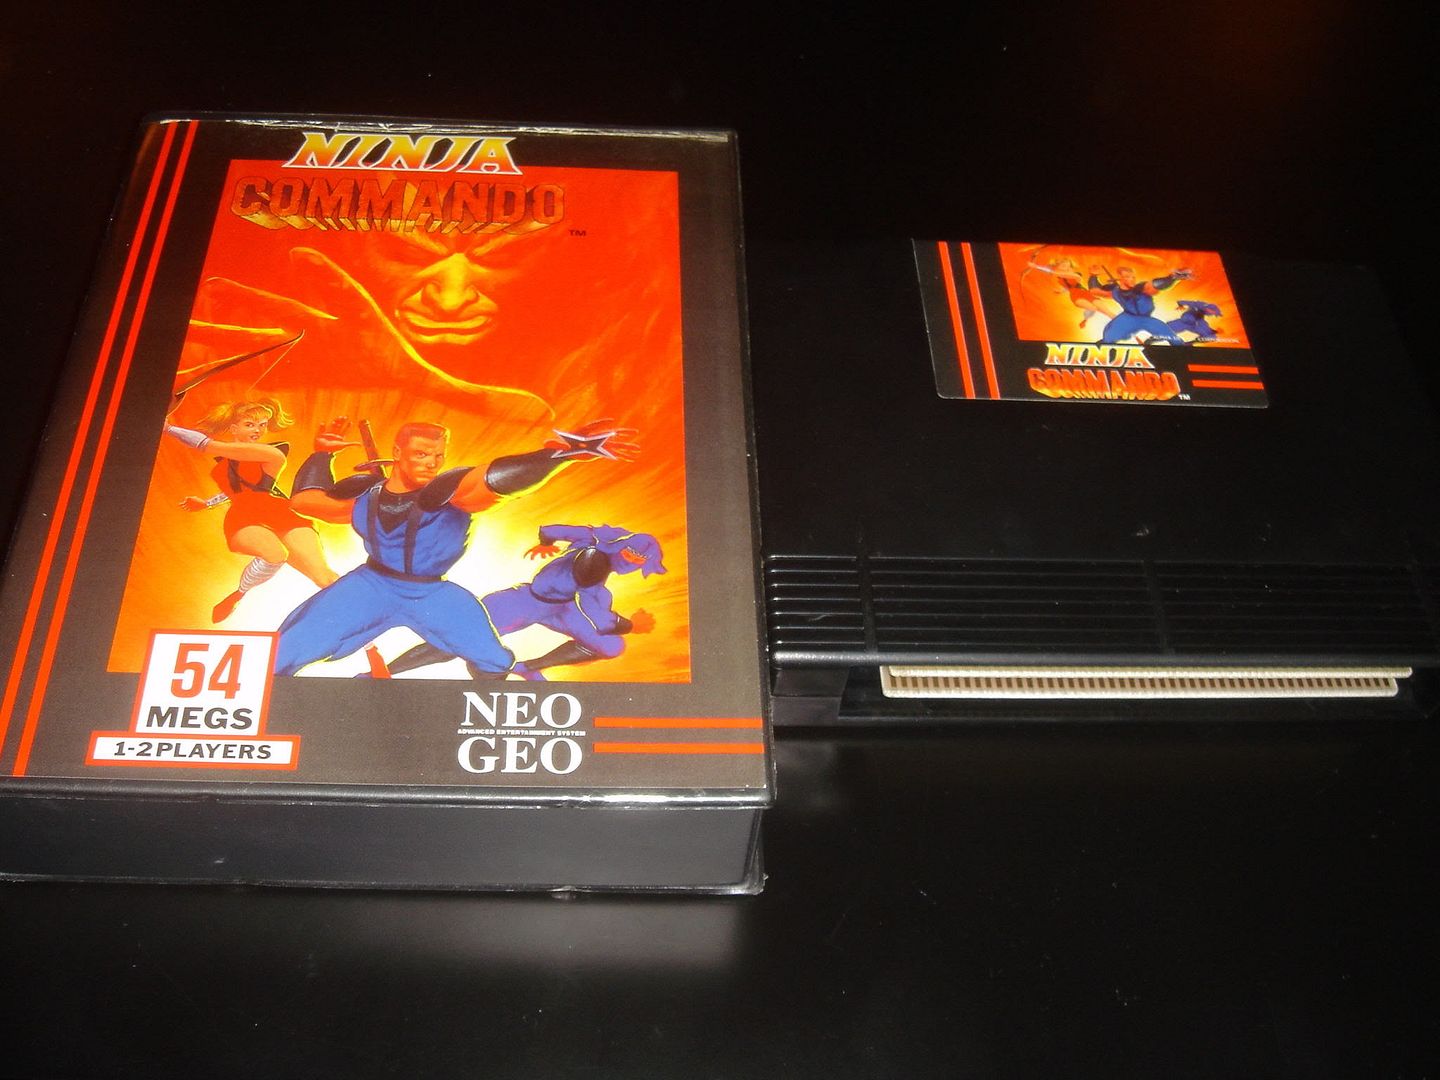 NINJA
COMMANDO
TM
54
MEGS
1-2 PLAYERS
NEO
ADVANCED ENTERTAINMENT SYSTEM
GEO
NINJA
COMMANDO
TM